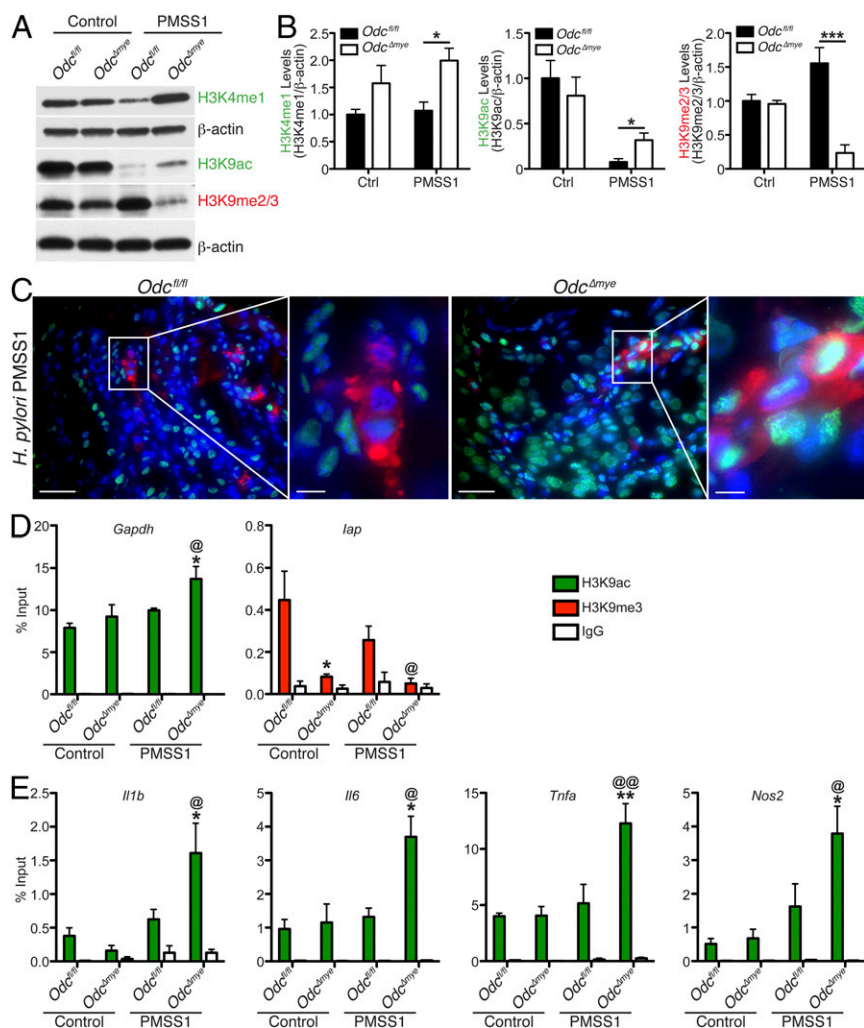 A
Control PMSS1
Odc^fl/fl Odc^Δmye Odc^fl/fl Odc^Δmye
H3K4me1
β-actin
H3K9ac
H3K9me2/3
β-actin
B
Odc^fl/fl
Odc^Δmye
*
H3K4me1 Levels
(H3K4me1/β-actin)
2.5
2.0
1.5
1.0
0.5
0.0
Ctrl PMSS1
Odc^fl/fl
Odc^Δmye
*
H3K9ac Levels
(H3K9ac/β-actin)
1.5
1.0
0.5
0.0
Ctrl PMSS1
Odc^fl/fl
Odc^Δmye
***
H3K9me2/3 Levels
(H3K9me2/3/β-actin)
2.0
1.5
1.0
0.5
0.0
Ctrl PMSS1
C
Odc^fl/fl Odc^Δmye
H. pylori PMSS1
D
Gapdh
@
*
% Input
20
15
10
5
0
Odc^fl/fl Odc^Δmye Odc^fl/fl Odc^Δmye
Control PMSS1
Iap
* @
0.8
0.6
0.4
0.2
0.0
Odc^fl/fl Odc^Δmye Odc^fl/fl Odc^Δmye
Control PMSS1
H3K9ac
H3K9me3
IgG
E
Il1b
@
*
% Input
2.5
2.0
1.5
1.0
0.5
0.0
Odc^fl/fl Odc^Δmye Odc^fl/fl Odc^Δmye
Control PMSS1
Il6
@
*
6
5
4
3
2
1
0
Odc^fl/fl Odc^Δmye Odc^fl/fl Odc^Δmye
Control PMSS1
Tnfa
@@
**
15
10
5
0
Odc^fl/fl Odc^Δmye Odc^fl/fl Odc^Δmye
Control PMSS1
Nos2
@
*
6
5
4
3
2
1
0
Odc^fl/fl Odc^Δmye Odc^fl/fl Odc^Δmye
Control PMSS1